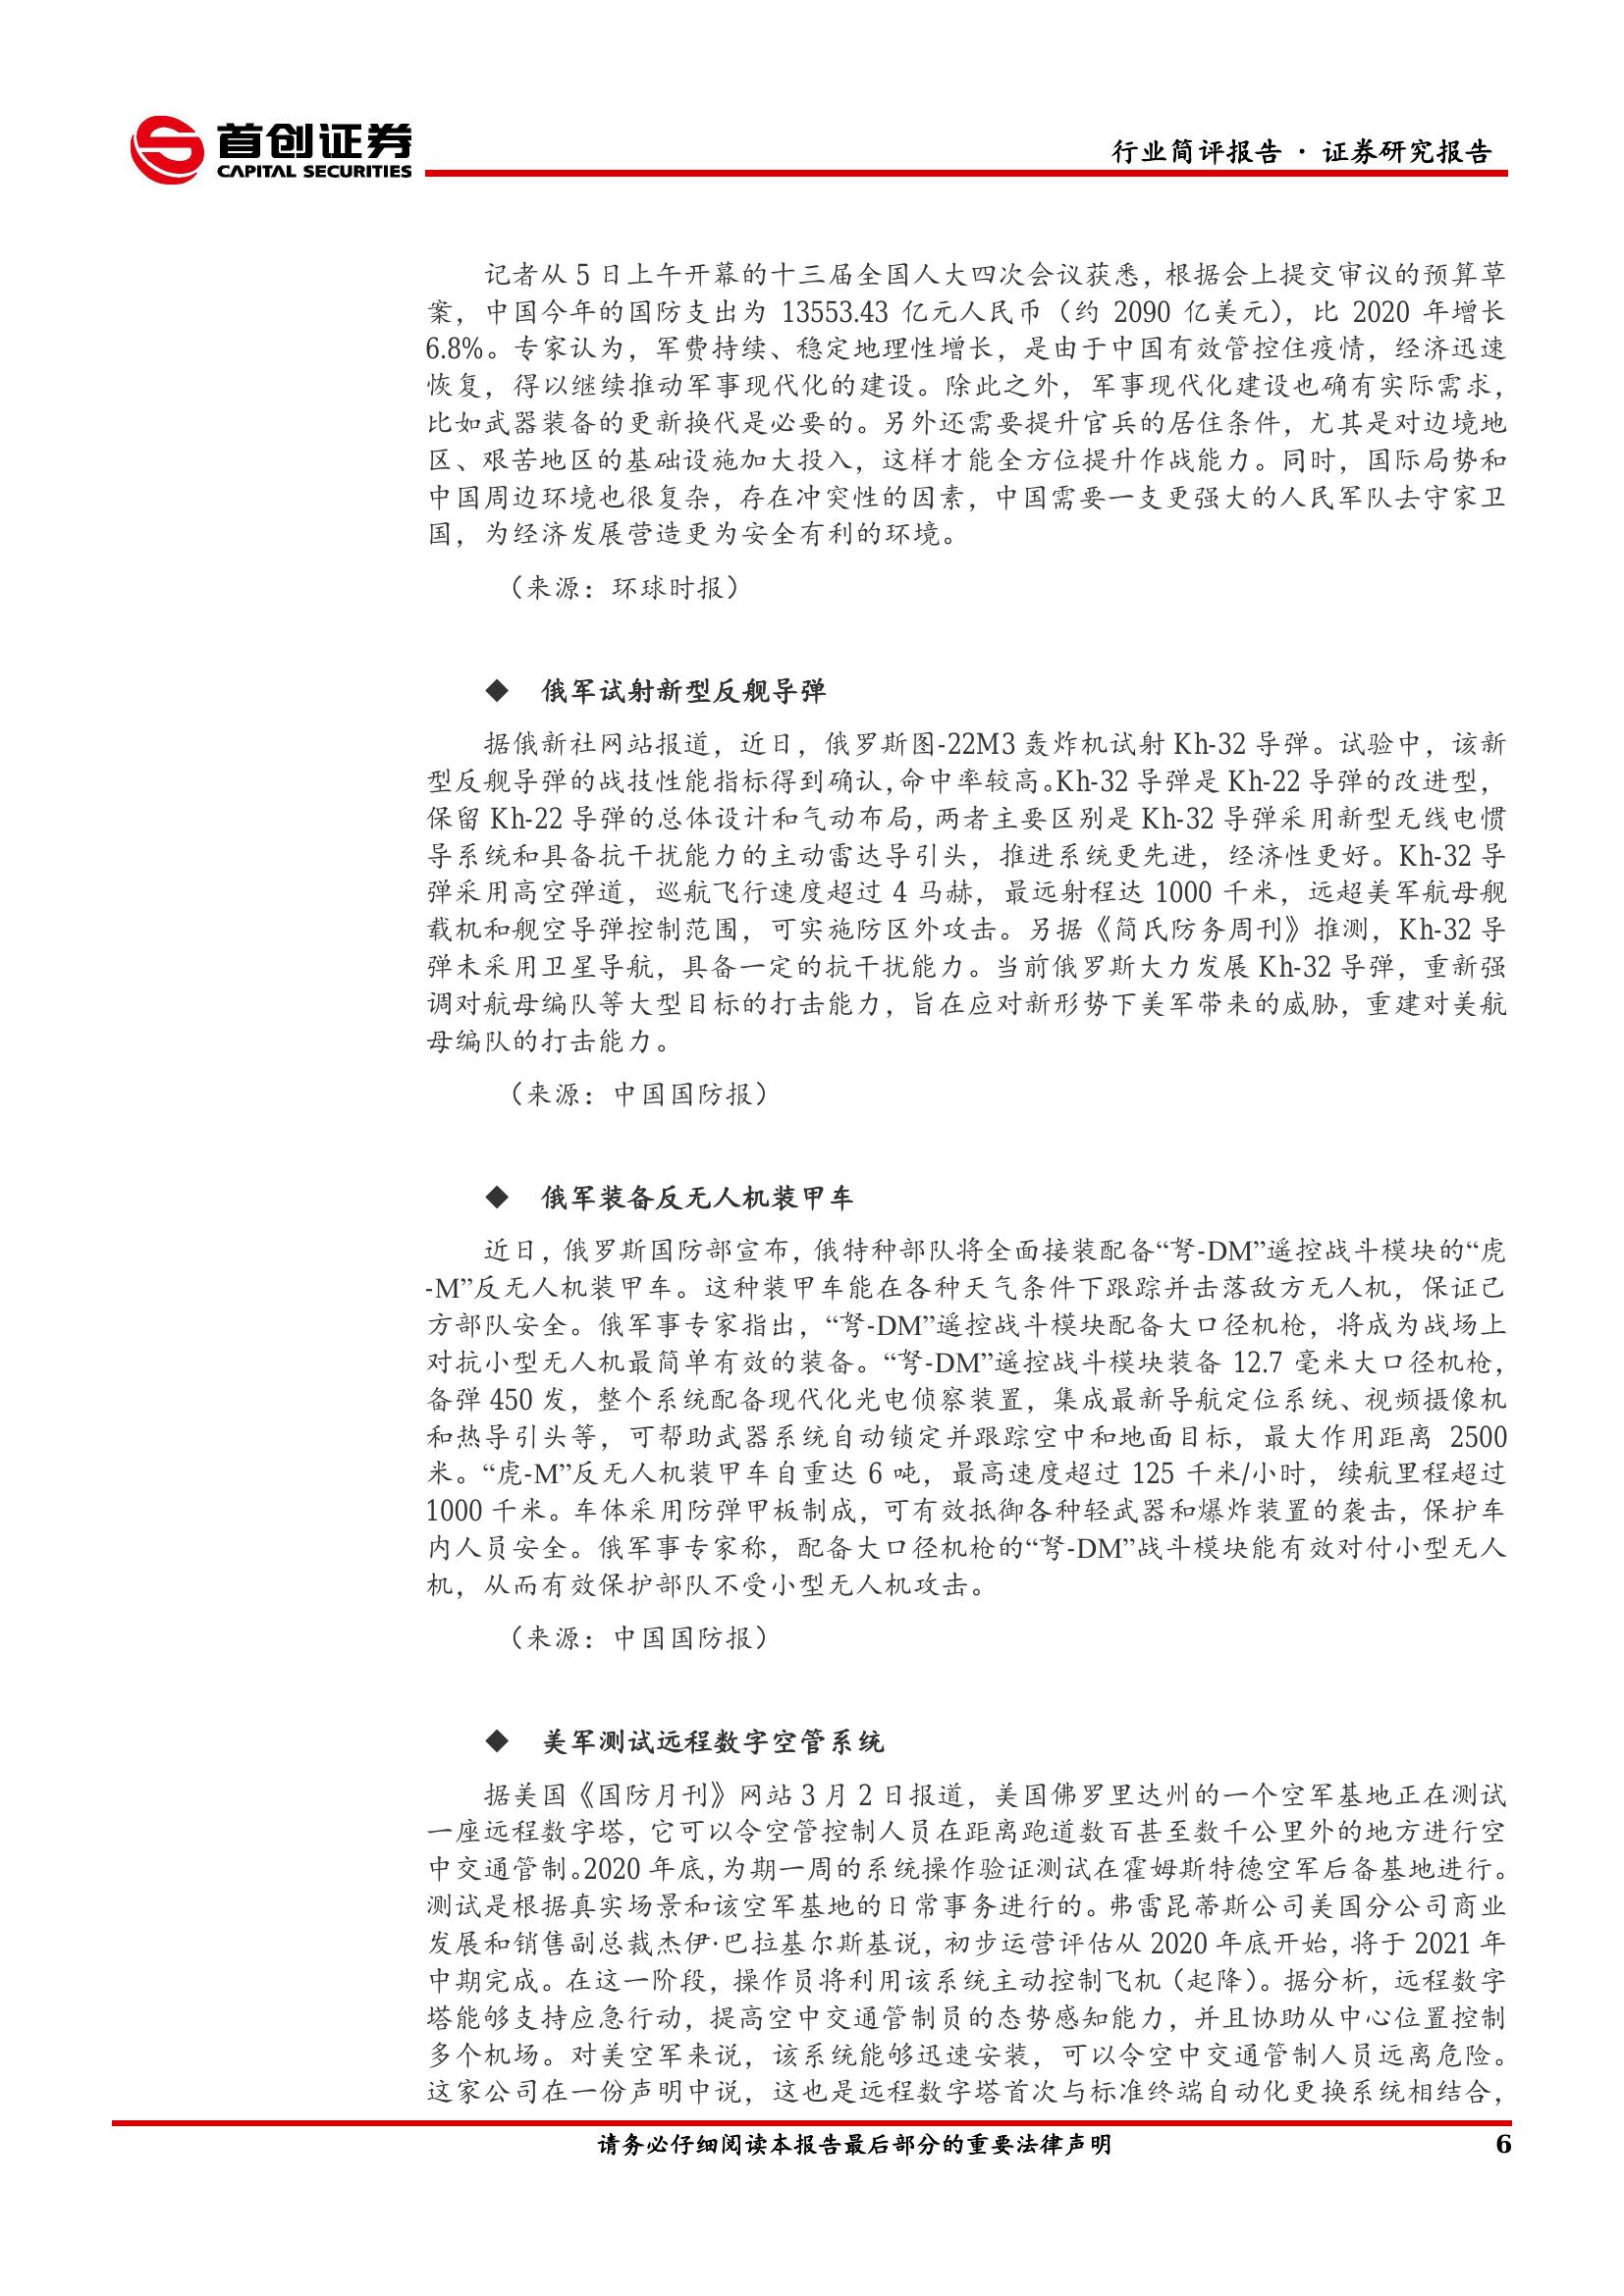 首创证券
CAPITAL SECURITIES
行业简评报告 · 证券研究报告
记者从 5 日上午开幕的十三届全国人大四次会议获悉，根据会上提交审议的预算草
案，中国今年的国防支出为 13553.43 亿元人民币（约 2090 亿美元），比 2020 年增长
6.8%。专家认为，军费持续、稳定地理性增长，是由于中国有效管控住疫情，经济迅速
恢复，得以继续推动军事现代化的建设。除此之外，军事现代化建设也确有实际需求，
比如武器装备的更新换代是必要的。另外还需要提升官兵的居住条件，尤其是对边境地
区、艰苦地区的基础设施加大投入，这样才能全方位提升作战能力。同时，国际局势和
中国周边环境也很复杂，存在冲突性的因素，中国需要一支更强大的人民军队去守家卫
国，为经济发展营造更为安全有利的环境。
（来源：环球时报）
◆ 俄军试射新型反舰导弹
据俄新社网站报道，近日，俄罗斯图-22M3 轰炸机试射 Kh-32 导弹。试验中，该新
型反舰导弹的战技性能指标得到确认，命中率较高。Kh-32 导弹是 Kh-22 导弹的改进型，
保留 Kh-22 导弹的总体设计和气动布局，两者主要区别是 Kh-32 导弹采用新型无线电惯
导系统和具备抗干扰能力的主动雷达导引头，推进系统更先进，经济性更好。Kh-32 导
弹采用高空弹道，巡航飞行速度超过 4 马赫，最远射程达 1000 千米，远超美军航母舰
载机和舰空导弹控制范围，可实施防区外攻击。另据《简氏防务周刊》推测，Kh-32 导
弹未采用卫星导航，具备一定的抗干扰能力。当前俄罗斯大力发展 Kh-32 导弹，重新强
调对航母编队等大型目标的打击能力，旨在应对新形势下美军带来的威胁，重建对美航
母编队的打击能力。
（来源：中国国防报）
◆ 俄军装备反无人机装甲车
近日，俄罗斯国防部宣布，俄特种部队将全面接装配备“弩-DM”遥控战斗模块的“虎
-M”反无人机装甲车。这种装甲车能在各种天气条件下跟踪并击落敌方无人机，保证己
方部队安全。俄军事专家指出，“弩-DM”遥控战斗模块配备大口径机枪，将成为战场上
对抗小型无人机最简单有效的装备。“弩-DM”遥控战斗模块装备 12.7 毫米大口径机枪，
备弹 450 发，整个系统配备现代化光电侦察装置，集成最新导航定位系统、视频摄像机
和热导引头等，可帮助武器系统自动锁定并跟踪空中和地面目标，最大作用距离 2500
米。“虎-M”反无人机装甲车自重达 6 吨，最高速度超过 125 千米/小时，续航里程超过
1000 千米。车体采用防弹甲板制成，可有效抵御各种轻武器和爆炸装置的袭击，保护车
内人员安全。俄军事专家称，配备大口径机枪的“弩-DM”战斗模块能有效对付小型无人
机，从而有效保护部队不受小型无人机攻击。
（来源：中国国防报）
◆ 美军测试远程数字空管系统
据美国《国防月刊》网站 3 月 2 日报道，美国佛罗里达州的一个空军基地正在测试
一座远程数字塔，它可以令空管控制人员在距离跑道数百甚至数千公里外的地方进行空
中交通管制。2020 年底，为期一周的系统操作验证测试在霍姆斯特德空军后备基地进行。
测试是根据真实场景和该空军基地的日常事务进行的。弗雷昆蒂斯公司美国分公司商业
发展和销售副总裁杰伊·巴拉基尔斯基说，初步运营评估从 2020 年底开始，将于 2021 年
中期完成。在这一阶段，操作员将利用该系统主动控制飞机（起降）。据分析，远程数字
塔能够支持应急行动，提高空中交通管制员的态势感知能力，并且协助从中心位置控制
多个机场。对美空军来说，该系统能够迅速安装，可以令空中交通管制人员远离危险。
这家公司在一份声明中说，这也是远程数字塔首次与标准终端自动化更换系统相结合，
请务必仔细阅读本报告最后部分的重要法律声明
6